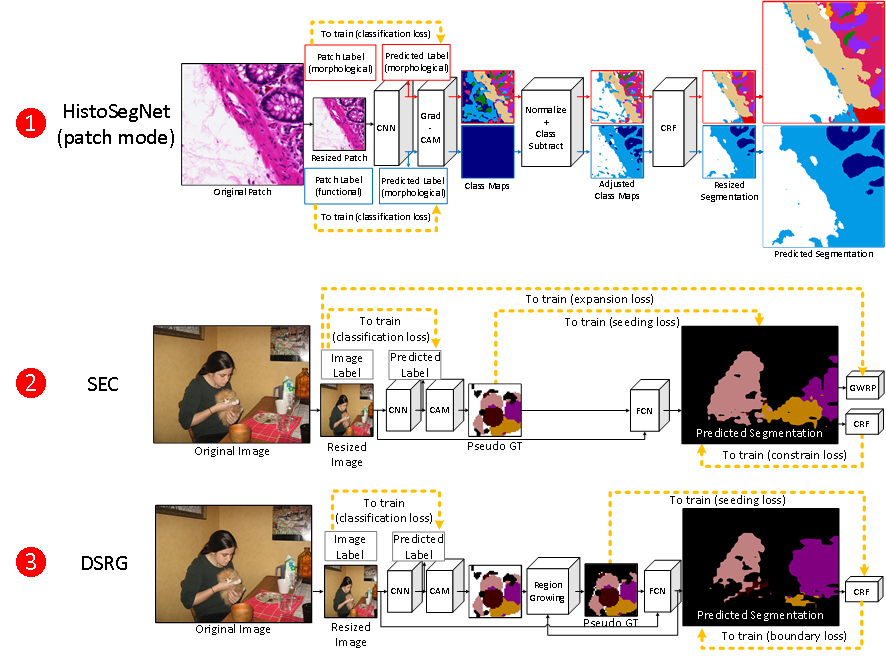 To train (classification loss)
Patch Label
(morphological)
Predicted Label
(morphological)
1
HistoSegNet
(patch mode)
Original Patch
Resized Patch
CNN
Grad
-
CAM
Class Maps
Normalize
+
Class
Subtract
Adjusted
Class Maps
CRF
Resized
Segmentation
Predicted Segmentation
Patch Label
(functional)
Predicted Label
(morphological)
To train (classification loss)
To train (expansion loss)
To train
(classification loss)
To train (seeding loss)
2
SEC
Original Image
Image
Label
Predicted
Label
Resized
Image
CNN
CAM
Pseudo GT
FCN
Predicted Segmentation
GWRP
CRF
To train (constrain loss)
To train
(classification loss)
To train (seeding loss)
3
DSRG
Original Image
Image
Label
Predicted
Label
Resized
Image
CNN
CAM
Region
Growing
Pseudo GT
FCN
Predicted Segmentation
CRF
To train (boundary loss)